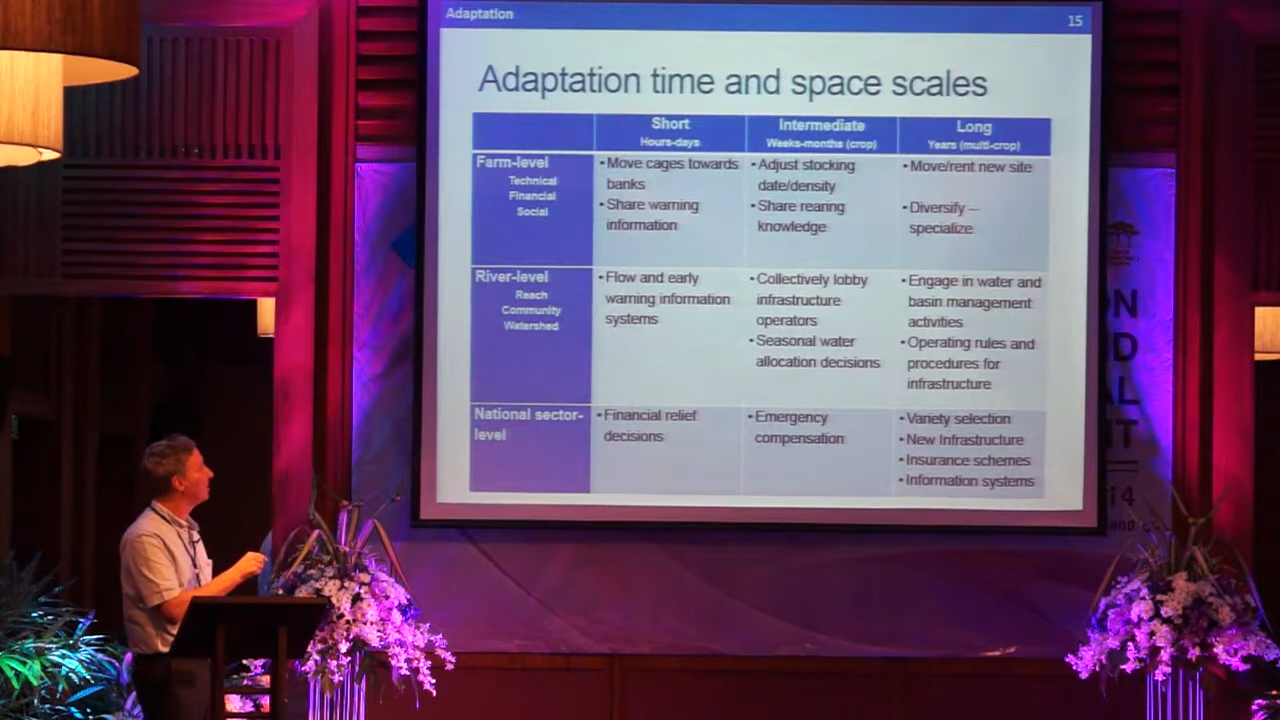 Adaptation
15
Adaptation time and space scales
Short
Hours-days
Intermediate
Weeks-months (crop)
Long
Years (multi-crop)
Farm-level
Technical
Financial
Social
•Move cages towards
banks
•Share warning
information
•Adjust stocking
date/density
•Share rearing
knowledge
•Move/rent new site
•Diversify –
specialize
River-level
Reach
Community
Watershed
•Flow and early
warning information
systems
•Collectively lobby
infrastructure
operators
•Seasonal water
allocation decisions
•Engage in water and
basin management
activities
•Operating rules and
procedures for
infrastructure
National sector-
level
•Financial relief
decisions
•Emergency
compensation
•Variety selection
•New Infrastructure
•Insurance schemes
•Information systems